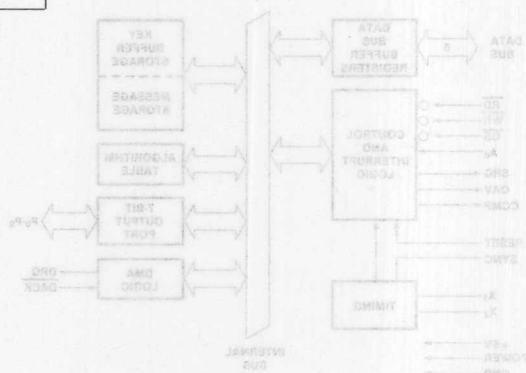 KEY
BUFFER
STORAGE
MESSAGE
STORAGE
ALGORITHM
TABLE
7-BIT
OUTPUT
PORT
DMA
LOGIC
DRQ
DACK
INTERNAL
BUS
DATA
BUS
BUFFER
REGISTERS
8
DATA
BUS
CONTROL
AND
INTERRUPT
LOGIC
RD
WR
A₀
SRQ
OAV
CCMP
RESET
SYNC
TIMING
X₁
X₂
+5V
POWER